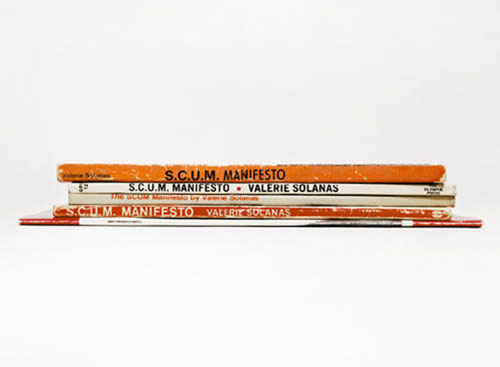 Valerie Solanas S.C.U.M. MANIFESTO
S.C.U.M. MANIFESTO • VALERIE SOLANAS OLYMPIA PRESS
The SCUM Manifesto by Valerie Solanas
S.C.U.M. MANIFESTO VALERIE SOLANAS